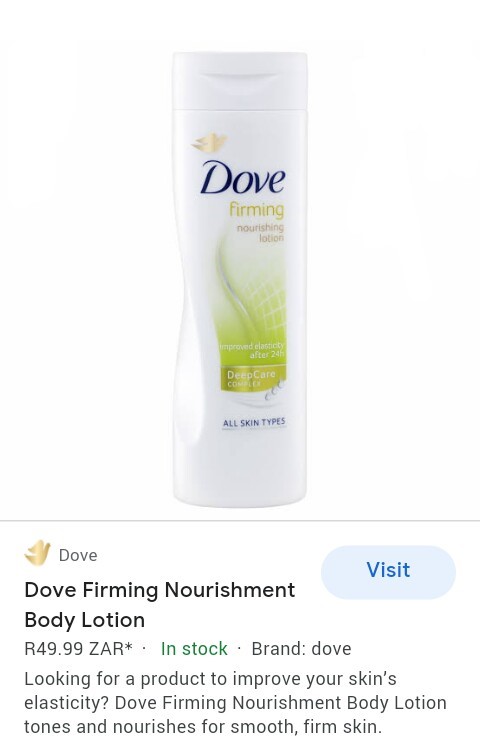 Dove
firming
nourishing
lotion
improved elasticity
after 24h
DeepCare
COMPLEX
ALL SKIN TYPES
Dove
Visit
Dove Firming Nourishment
Body Lotion
R49.99 ZAR* · In stock · Brand: dove
Looking for a product to improve your skin’s
elasticity? Dove Firming Nourishment Body Lotion
tones and nourishes for smooth, firm skin.